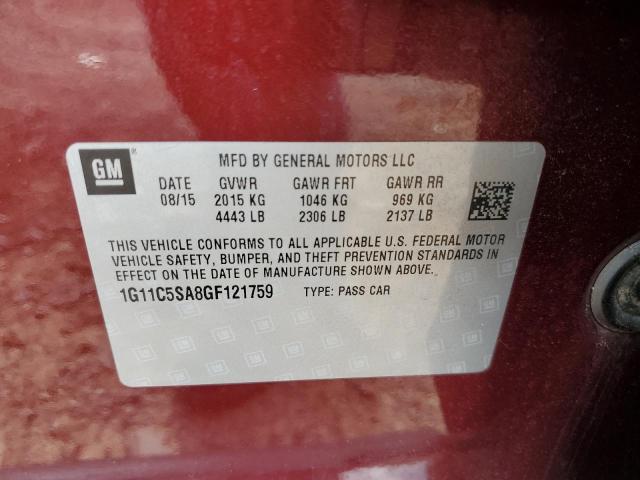 GM
MFD BY GENERAL MOTORS LLC
DATE GVWR GAWR FRT GAWR RR
08/15 2015 KG 1046 KG 969 KG
4443 LB 2306 LB 2137 LB
THIS VEHICLE CONFORMS TO ALL APPLICABLE U.S. FEDERAL MOTOR
VEHICLE SAFETY, BUMPER, AND THEFT PREVENTION STANDARDS IN
EFFECT ON THE DATE OF MANUFACTURE SHOWN ABOVE.
1G11C5SA8GF121759 TYPE: PASS CAR